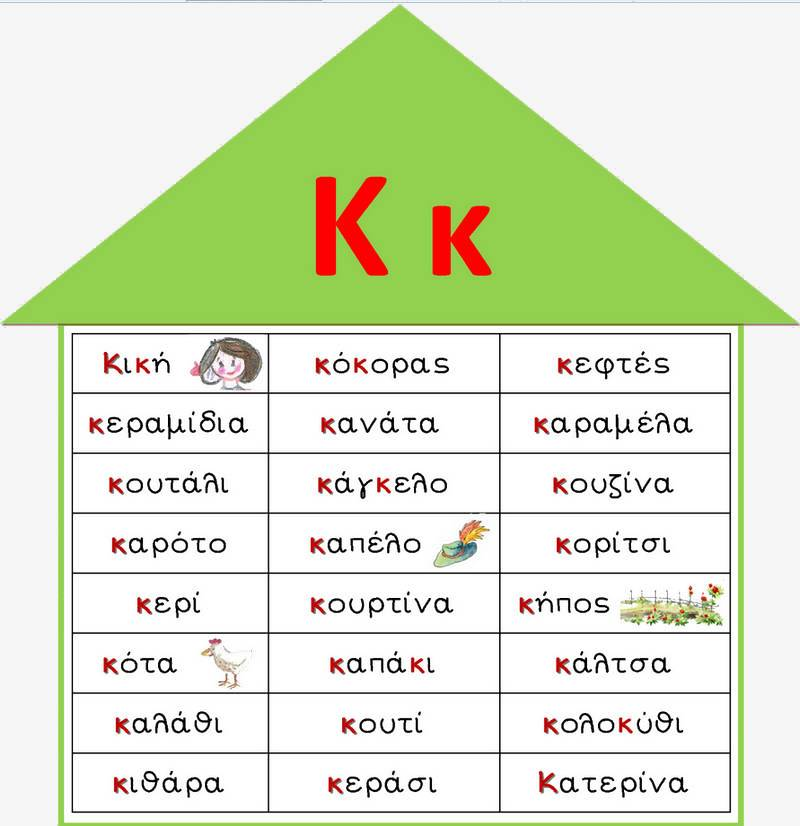 Κ κ
Κική κόκορας κεφτές
κεραμίδια κανάτα καραμέλα
κουτάλι κάγκελο κουζίνα
καρότο καπέλο κορίτσι
κερί κουρτίνα κήπος
κότα καπάκι κάλτσα
καλάθι κουτί κολοκύθι
κιθάρα κεράσι Κατερίνα